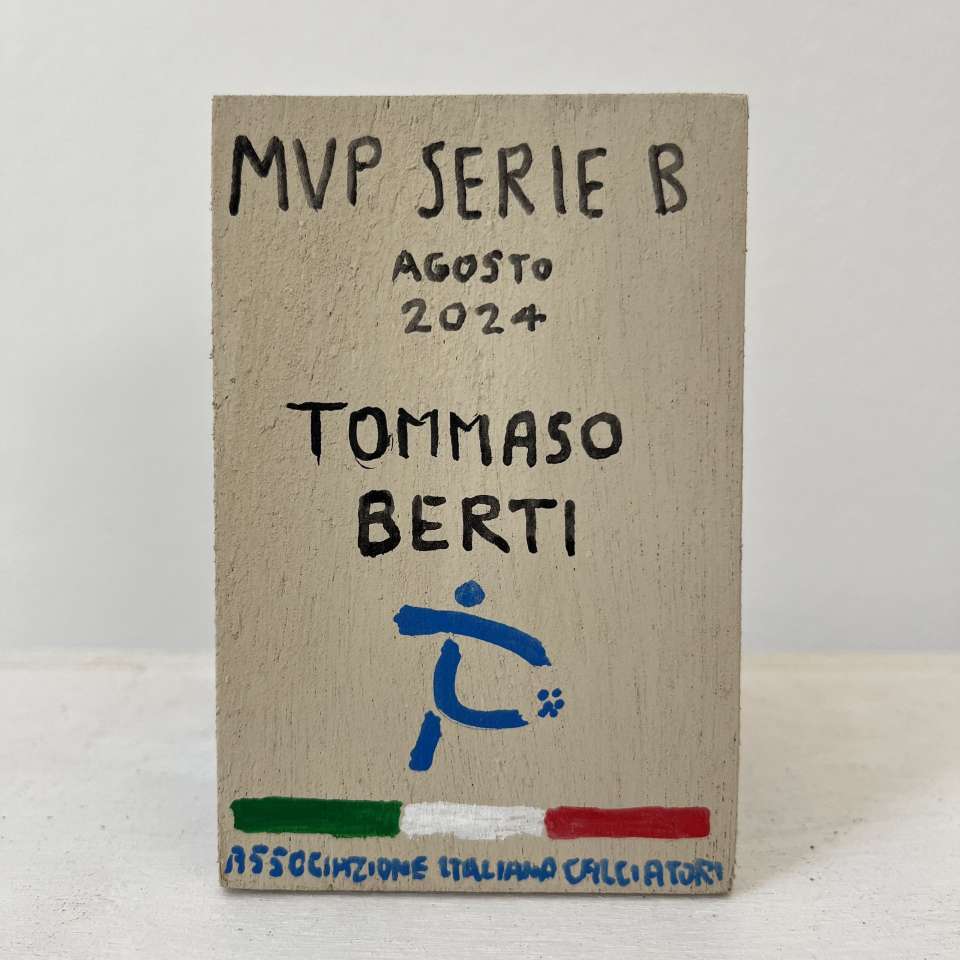 MVP SERIE B
AGOSTO
2024
TOMMASO
BERTI
ASSOCIAZIONE ITALIANA CALCIATORI